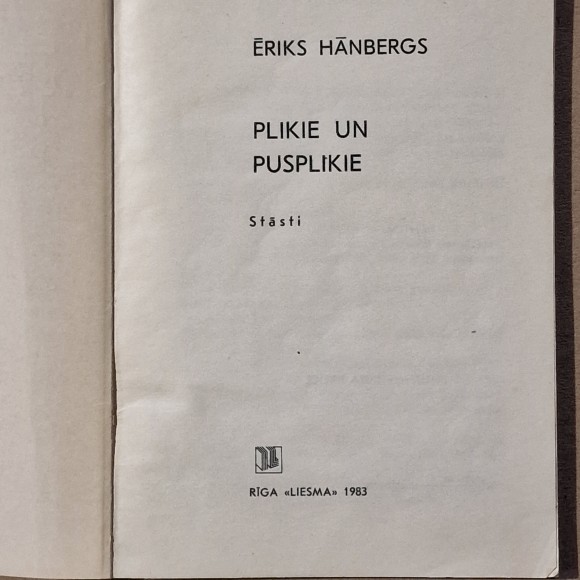 ĒRIKS HĀNBERGS
PLIKIE UN
PUSPLIKIE
Stāsti
RĪGA «LIESMA» 1983